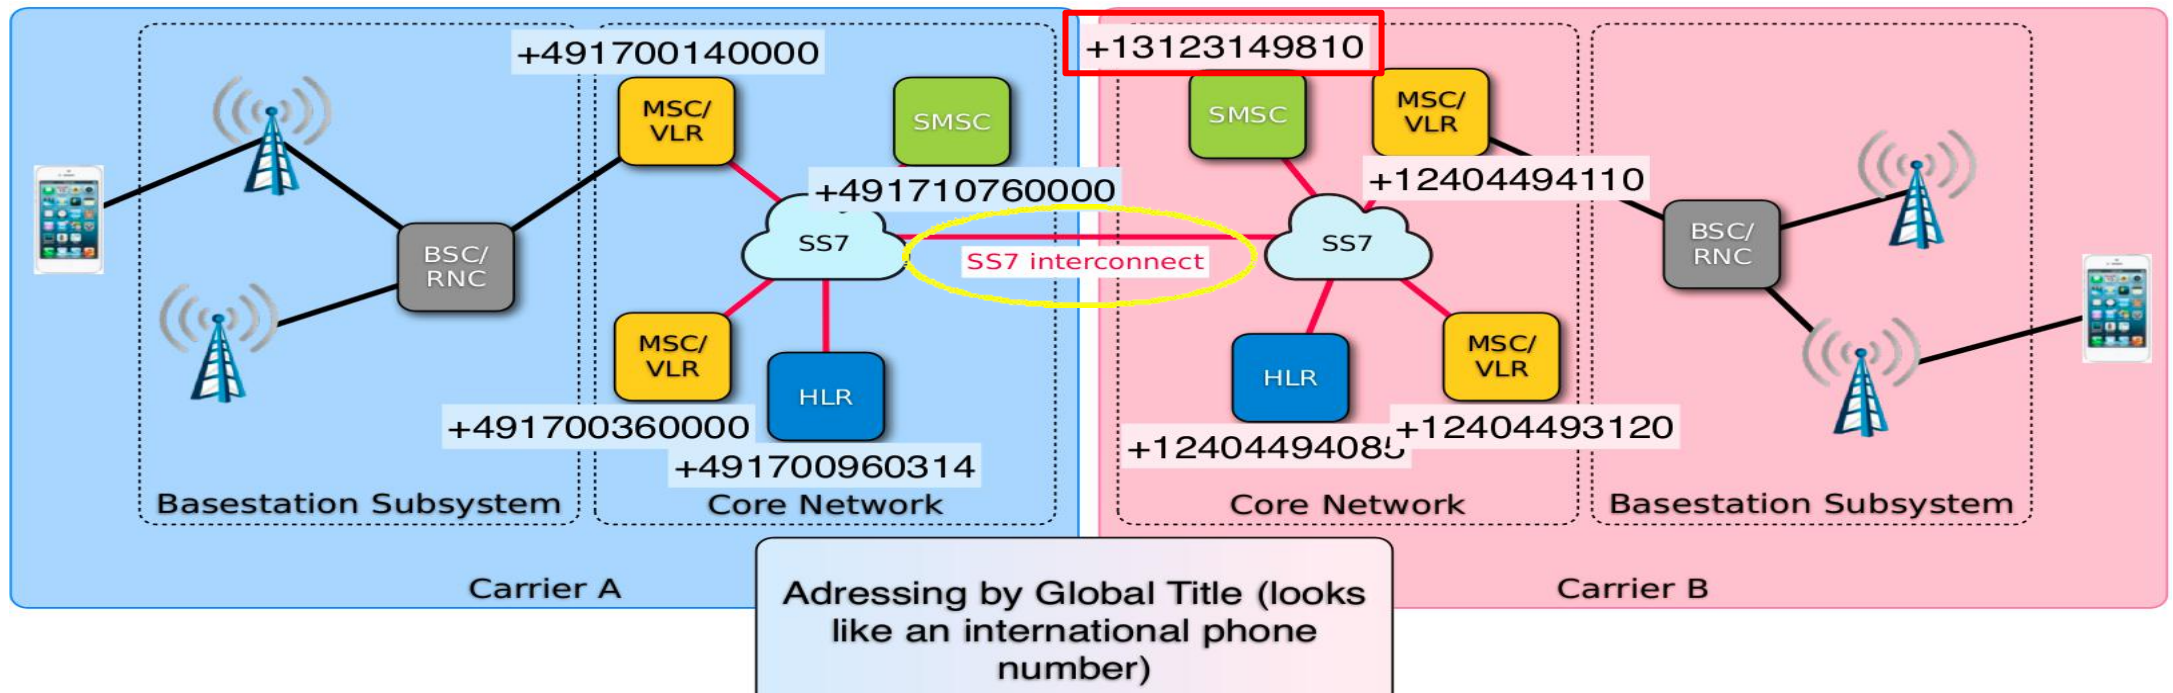 +491700140000
+13123149810
MSC/
VLR
SMSC
SMSC
MSC/
VLR
+491710760000
+12404494110
BSC/
RNC
SS7
SS7 interconnect
SS7
BSC/
RNC
MSC/
VLR
HLR
HLR
MSC/
VLR
+491700360000
+491700960314
+12404494085
+12404493120
Basestation Subsystem
Core Network
Core Network
Basestation Subsystem
Carrier A
Carrier B
Adressing by Global Title (looks
like an international phone
number)